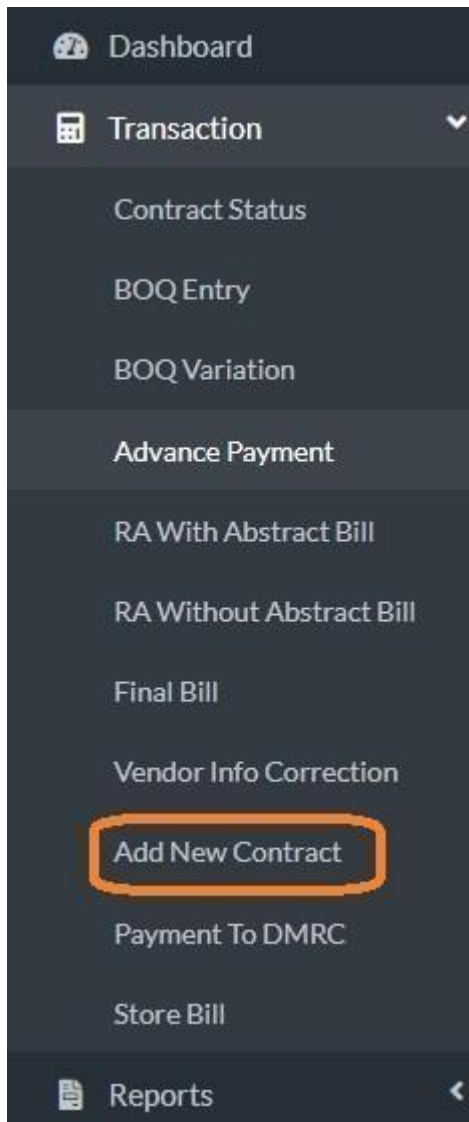 Dashboard
Transaction
Contract Status
BOQ Entry
BOQ Variation
Advance Payment
RA With Abstract Bill
RA Without Abstract Bill
Final Bill
Vendor Info Correction
Add New Contract
Payment To DMRC
Store Bill
Reports